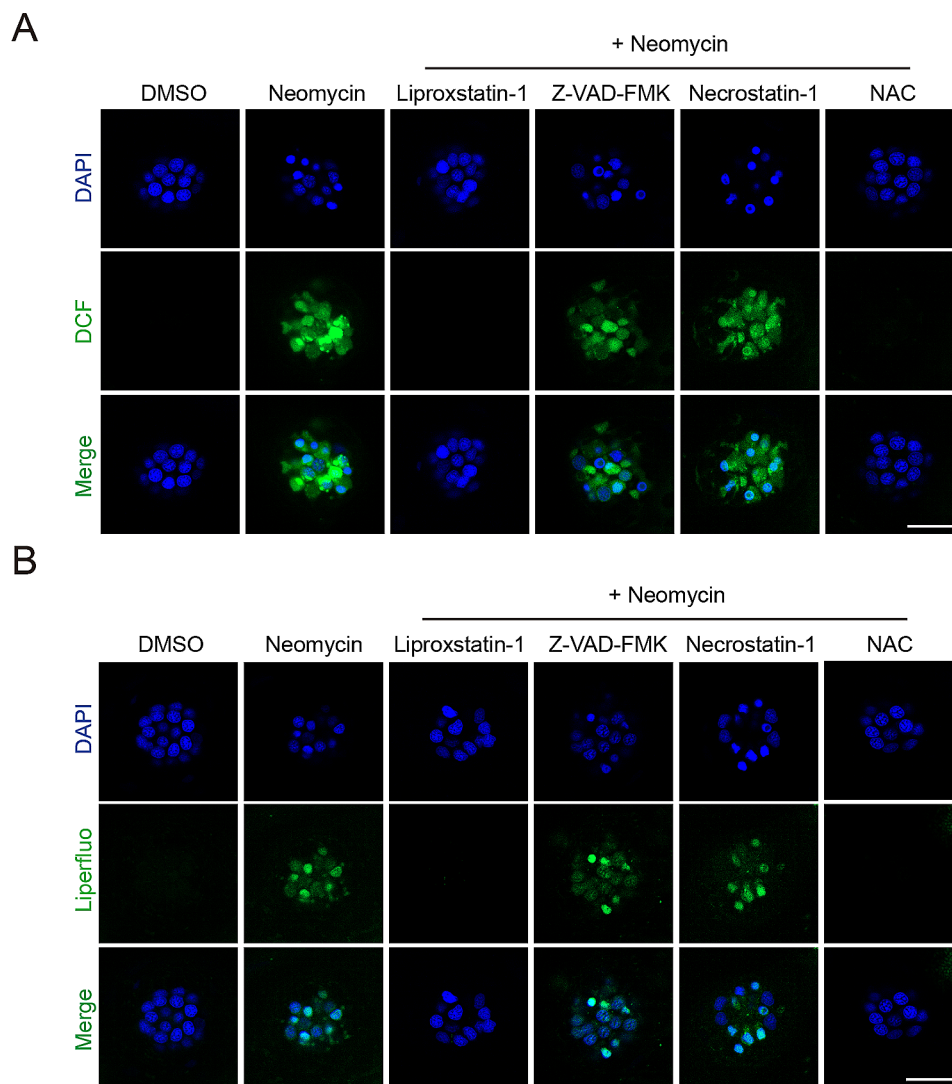 A
+ Neomycin
DMSO Neomycin Liproxstatin-1 Z-VAD-FMK Necrostatin-1 NAC
DAPI
DCF
Merge
B
+ Neomycin
DMSO Neomycin Liproxstatin-1 Z-VAD-FMK Necrostatin-1 NAC
DAPI
Liperfluo
Merge